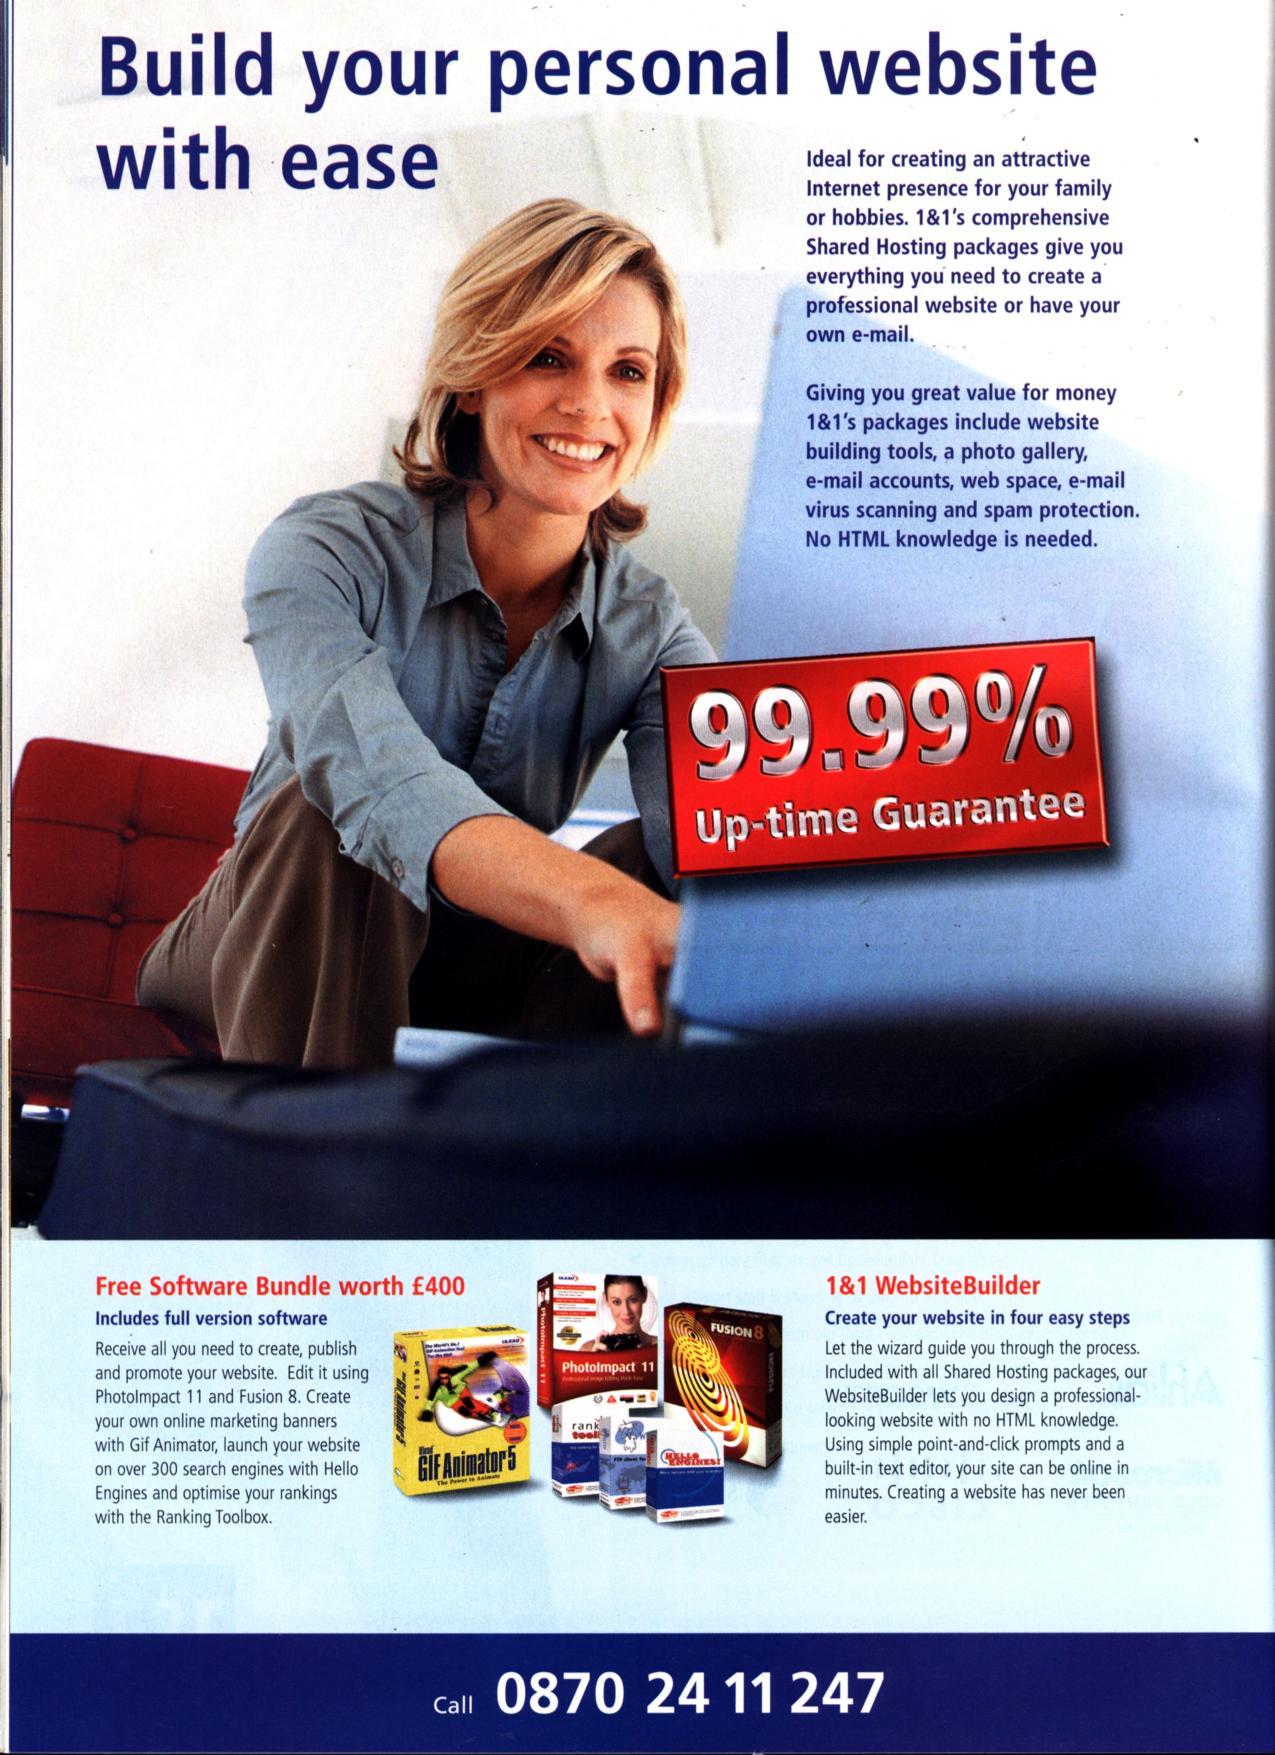 Build your personal website
with ease
Ideal for creating an attractive
Internet presence for your family
or hobbies. 1&1's comprehensive
Shared Hosting packages give you
everything you need to create a
professional website or have your
own e-mail.
Giving you great value for money
1&1's packages include website
building tools, a photo gallery,
e-mail accounts, web space, e-mail
virus scanning and spam protection.
No HTML knowledge is needed.
99.99%
Up-time Guarantee
Free Software Bundle worth £400
Includes full version software
Receive all you need to create, publish
and promote your website. Edit it using
PhotoImpact 11 and Fusion 8. Create
your own online marketing banners
with Gif Animator, launch your website
on over 300 search engines with Hello
Engines and optimise your rankings
with the Ranking Toolbox.
ULEAD
GIF Animator 5
The Power to Animate
ULEAD
PhotoImpact 11
FUSION 8
HELLO
ENGINES!
1&1 WebsiteBuilder
Create your website in four easy steps
Let the wizard guide you through the process.
Included with all Shared Hosting packages, our
WebsiteBuilder lets you design a professional-
looking website with no HTML knowledge.
Using simple point-and-click prompts and a
built-in text editor, your site can be online in
minutes. Creating a website has never been
easier.
Call 0870 24 11 247